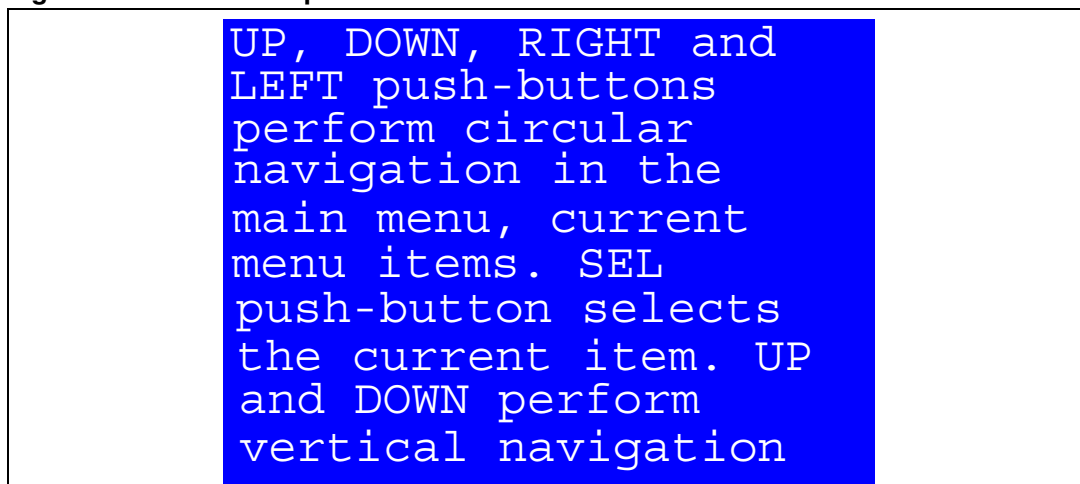 UP, DOWN, RIGHT and
LEFT push-buttons
perform circular
navigation in the
main menu, current
menu items. SEL
push-button selects
the current item. UP
and DOWN perform
vertical navigation